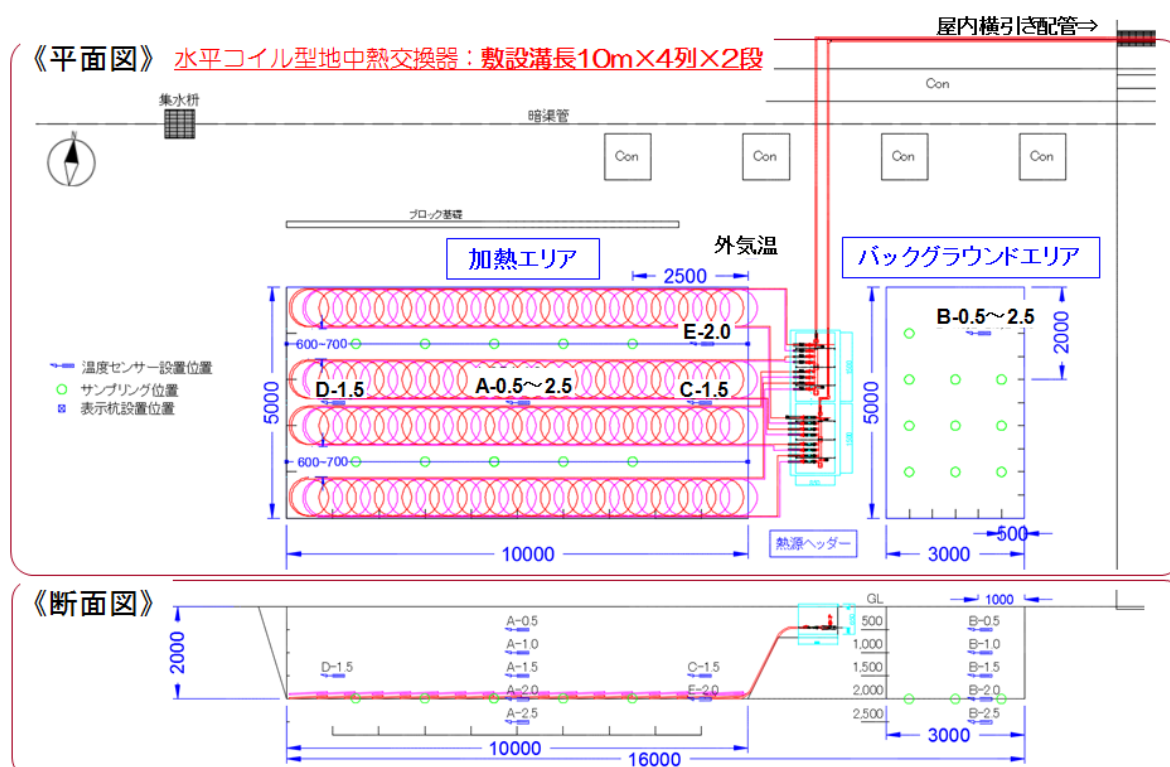 屋内横引き配管⇒
《平面図》 水平コイル型地中熱交換器：敷設溝長10m×4列×2段
集水枡
Con
暗渠管
N
Con
Con
Con
Con
ブロック基礎
加熱エリア
外気温
バックグラウンドエリア
2500
B-0.5～2.5
E-2.0
2000
600~700
温度センサー設置位置
サンプリング位置
表示杭設置位置
D-1.5
A-0.5～2.5
C-1.5
5000
5000
600~700
500
熱源ヘッダー
10000
3000
《断面図》
GL
1000
A-0.5
500
B-0.5
2000
A-1.0
1,000
B-1.0
D-1.5
A-1.5
C-1.5
1,500
B-1.5
A-2.0
E-2.0
2,000
B-2.0
A-2.5
2,500
B-2.5
3000
10000
16000